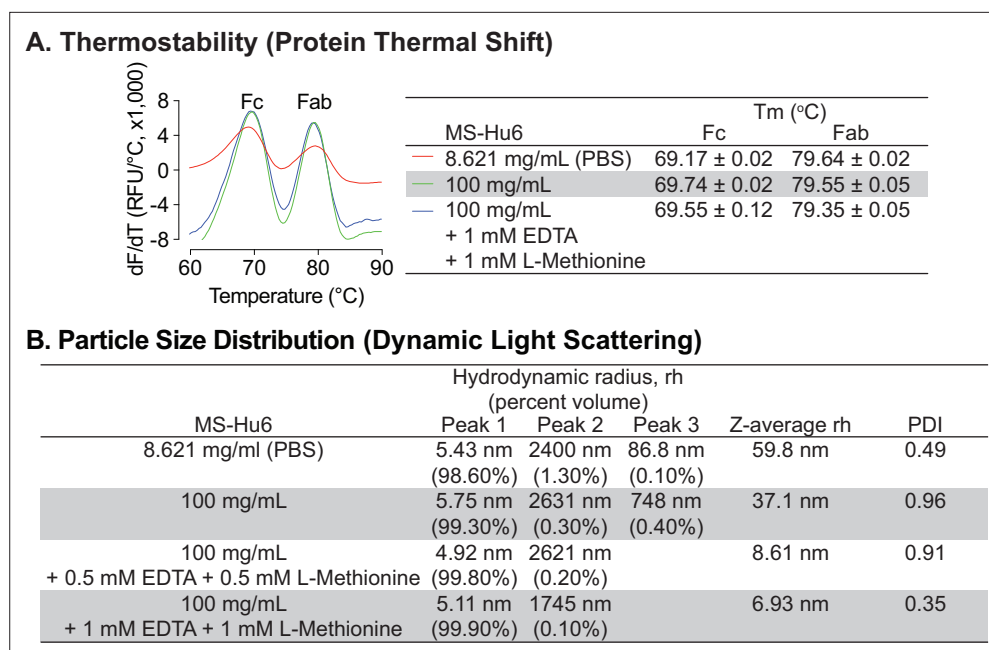 A. Thermostability (Protein Thermal Shift)
dF/dT (RFU/°C, x1,000)
8
4
0
-4
-8
Fc Fab
60 70 80 90
Temperature (°C)
Tm (°C)
MS-Hu6 Fc Fab
8.621 mg/mL (PBS) 69.17 ± 0.02 79.64 ± 0.02
100 mg/mL 69.74 ± 0.02 79.55 ± 0.05
100 mg/mL 69.55 ± 0.12 79.35 ± 0.05
+ 1 mM EDTA
+ 1 mM L-Methionine
B. Particle Size Distribution (Dynamic Light Scattering)
Hydrodynamic radius, rh
(percent volume)
MS-Hu6 Peak 1 Peak 2 Peak 3 Z-average rh PDI
8.621 mg/ml (PBS) 5.43 nm 2400 nm 86.8 nm 59.8 nm 0.49
(98.60%) (1.30%) (0.10%)
100 mg/mL 5.75 nm 2631 nm 748 nm 37.1 nm 0.96
(99.30%) (0.30%) (0.40%)
100 mg/mL 4.92 nm 2621 nm 8.61 nm 0.91
+ 0.5 mM EDTA + 0.5 mM L-Methionine (99.80%) (0.20%)
100 mg/mL 5.11 nm 1745 nm 6.93 nm 0.35
+ 1 mM EDTA + 1 mM L-Methionine (99.90%) (0.10%)